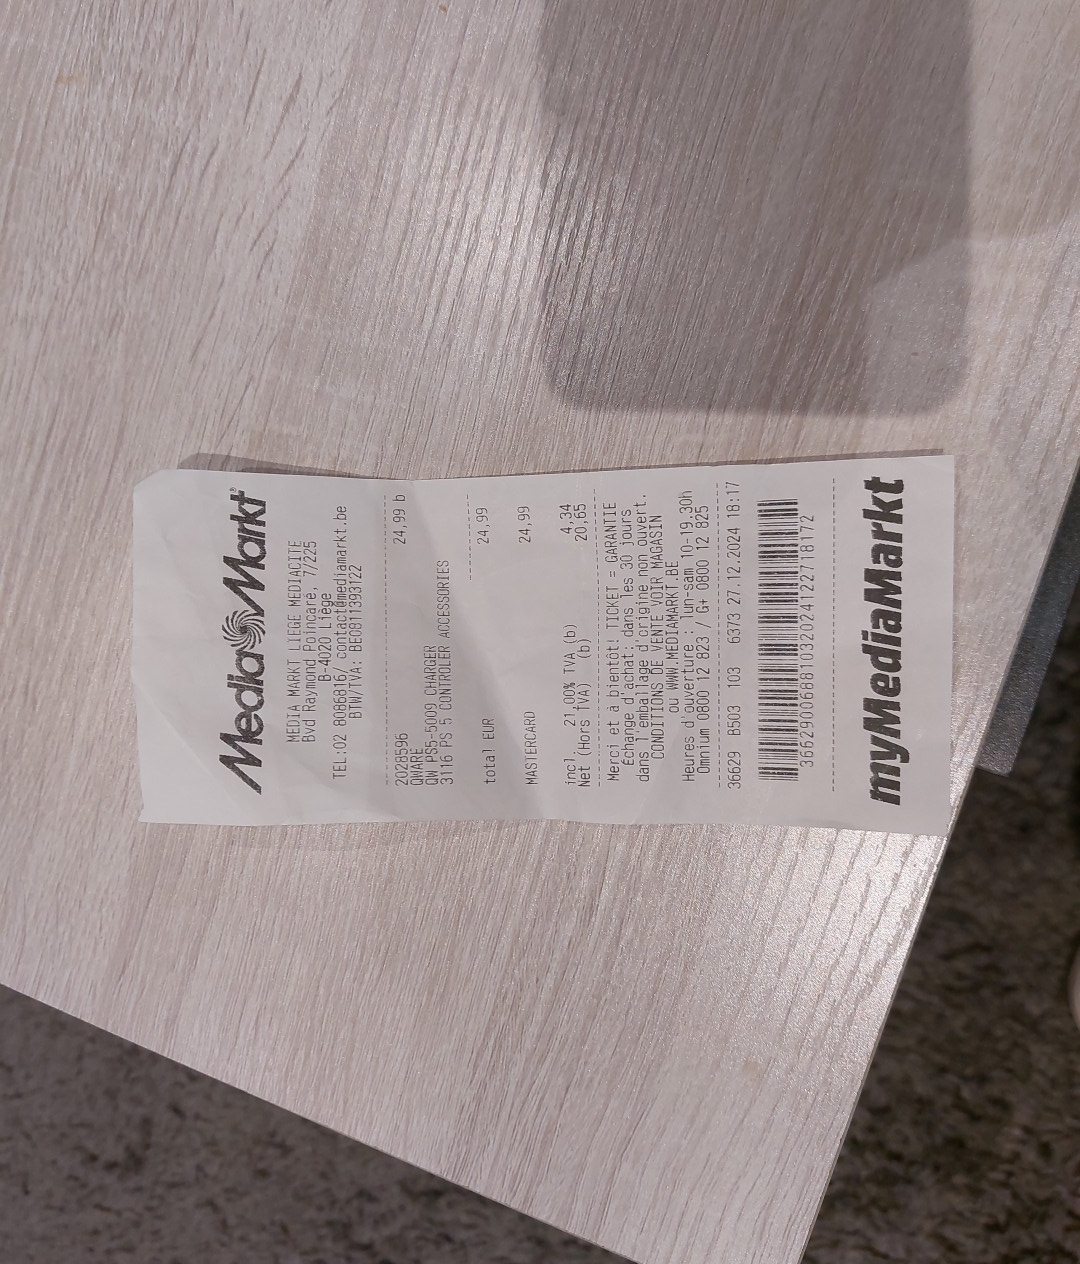 Media Markt®
MEDIA MARKT LIEGE MEDIACITE
Bvd Raymond Poincaré, 7/225
B-4020 Liège
TEL:02 8086816/ contact@mediamarkt.be
BTW/TVA: BE0811393122
2028596 24,99 b
QWARE
QW PS5-5009 CHARGER
3116 PS 5 CONTROLER ACCESSORIES
total EUR 24,99
MASTERCARD 24,99
incl. 21,00% TVA (b) 4,34
Net (Hors TVA) (b) 20,65
Merci et à bientôt! TICKET = GARANTIE
Échange d'achat: dans les 30 jours
dans l'emballage d'origine non ouvert.
CONDITIONS DE VENTE VOIR MAGASIN
ou WWW.MEDIAMARKT.BE
Heures d'ouverture : lun-sam 10-19.30h
Omnium 0800 12 823 / G+ 0800 12 825
36629 B503 103 6373 27.12.2024 18:17
366290068810320241227718172
myMediaMarkt